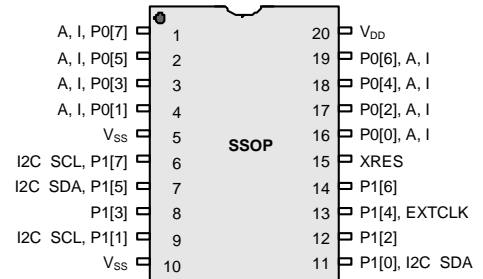 A, I, P0[7] 1 20 VDD
A, I, P0[5] 2 19 P0[6], A, I
A, I, P0[3] 3 18 P0[4], A, I
A, I, P0[1] 4 17 P0[2], A, I
VSS 5 16 P0[0], A, I
SSOP
I2C SCL, P1[7] 6 15 XRES
I2C SDA, P1[5] 7 14 P1[6]
P1[3] 8 13 P1[4], EXTCLK
I2C SCL, P1[1] 9 12 P1[2]
VSS 10 11 P1[0], I2C SDA